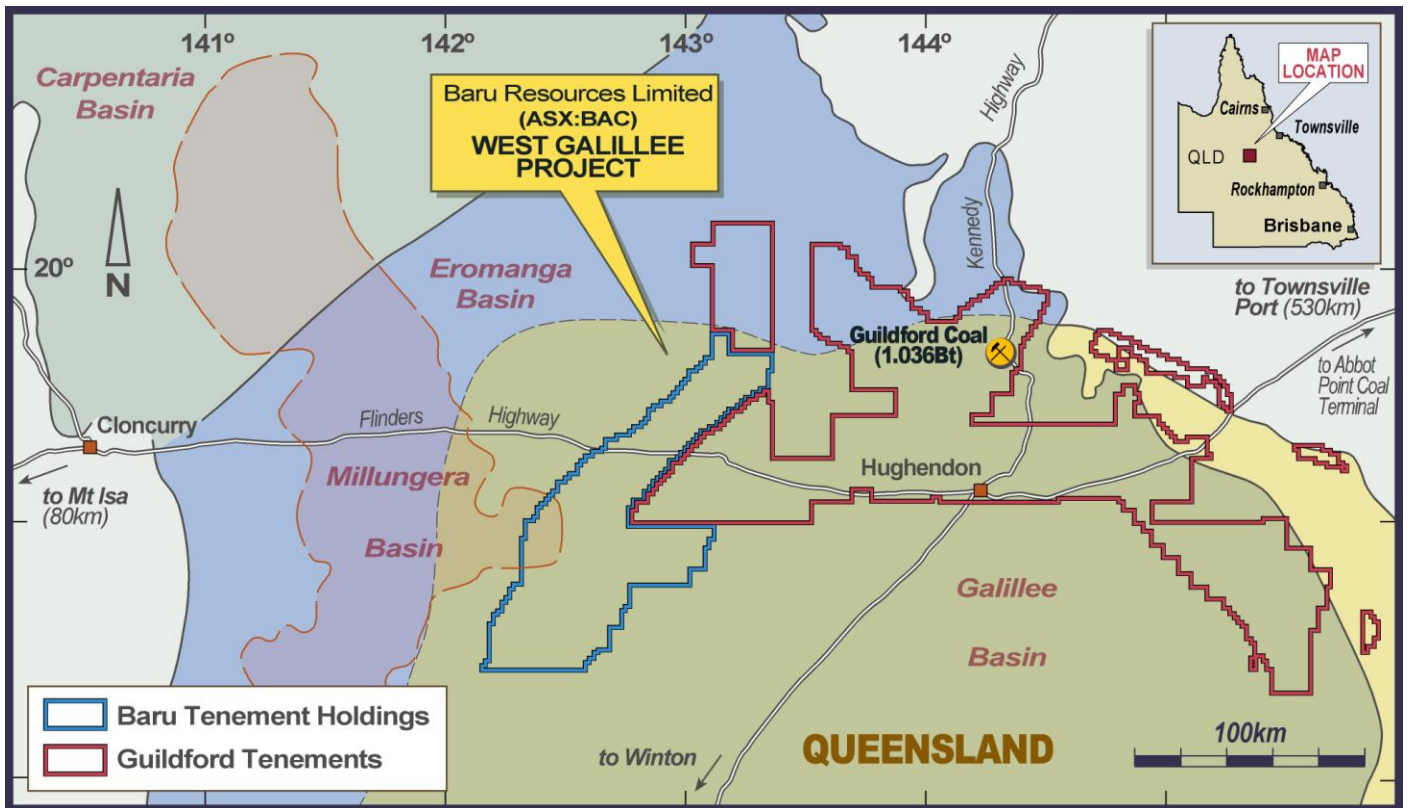 141º
142º
143º
144º
20º
Carpentaria
Basin
Baru Resources Limited
(ASX:BAC)
WEST GALILLEE
PROJECT
Highway
Kennedy
MAP
LOCATION
Cairns
Townsville
QLD
Rockhampton
Brisbane
N
Eromanga
Basin
to Townsville
Port (530km)
Guildford Coal
(1.036Bt)
to Abbot
Point Coal
Terminal
Cloncurry
Flinders
Highway
Hughendon
Millungera
Basin
to Mt Isa
(80km)
Galillee
Basin
Baru Tenement Holdings
Guildford Tenements
to Winton
QUEENSLAND
100km